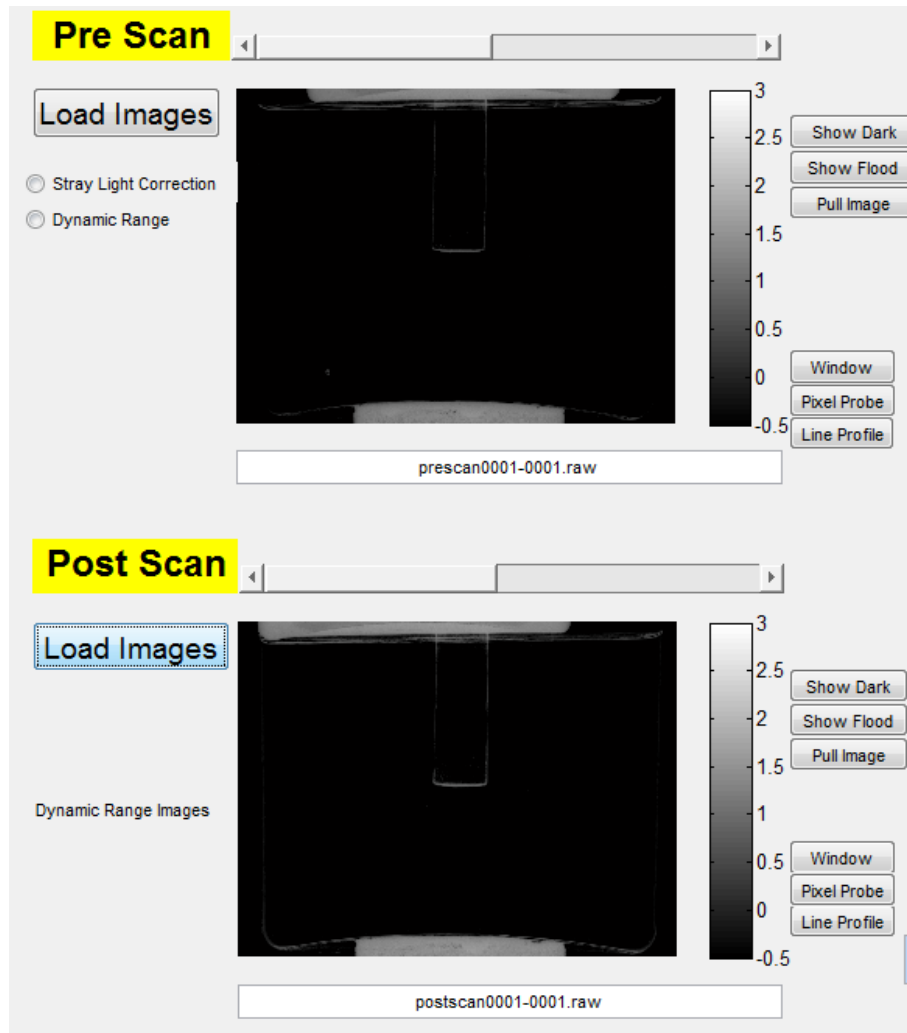 Pre Scan
Load Images
Stray Light Correction
Dynamic Range
3
2.5
2
1.5
1
0.5
0
-0.5
Show Dark
Show Flood
Pull Image
Window
Pixel Probe
Line Profile
prescan0001-0001.raw
Post Scan
Load Images
Dynamic Range Images
3
2.5
2
1.5
1
0.5
0
-0.5
Show Dark
Show Flood
Pull Image
Window
Pixel Probe
Line Profile
postscan0001-0001.raw